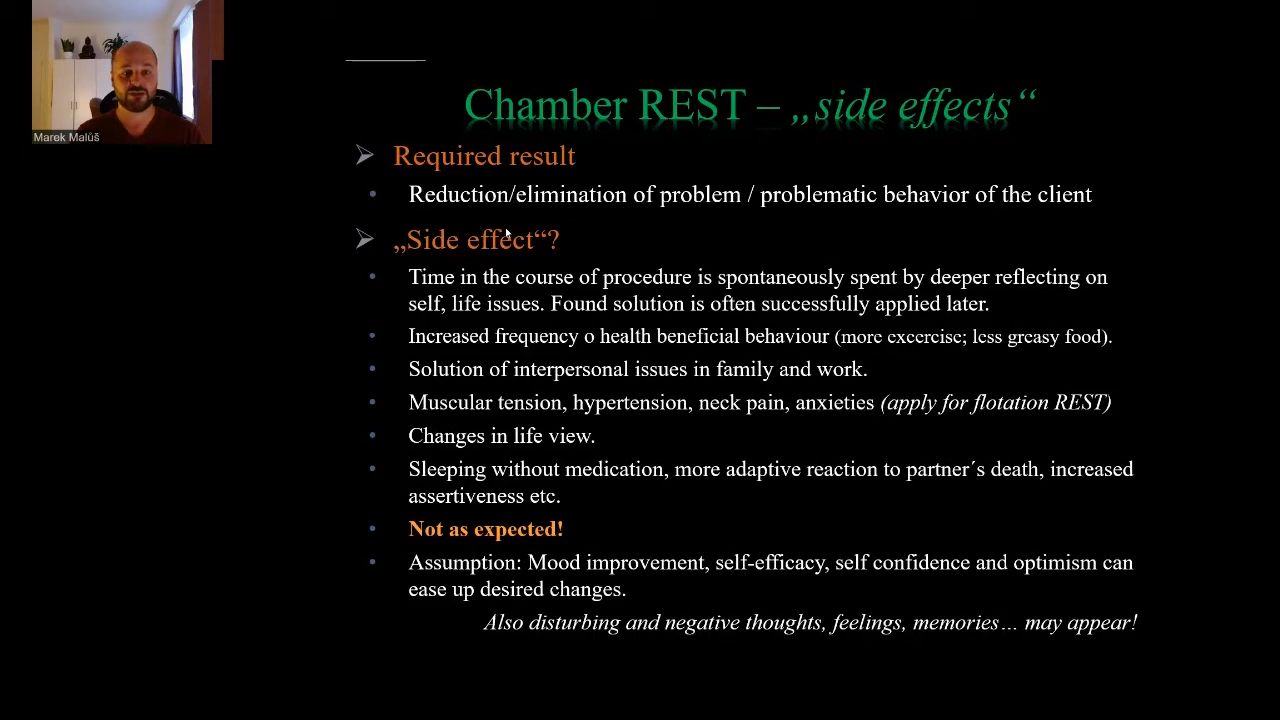 Marek Malůš
Chamber REST – „side effects“
Required result
Reduction/elimination of problem / problematic behavior of the client
„Side effect“?
Time in the course of procedure is spontaneously spent by deeper reflecting on
self, life issues. Found solution is often successfully applied later.
Increased frequency o health beneficial behaviour (more excercise; less greasy food).
Solution of interpersonal issues in family and work.
Muscular tension, hypertension, neck pain, anxieties (apply for flotation REST)
Changes in life view.
Sleeping without medication, more adaptive reaction to partner´s death, increased
assertiveness etc.
Not as expected!
Assumption: Mood improvement, self-efficacy, self confidence and optimism can
ease up desired changes.
Also disturbing and negative thoughts, feelings, memories… may appear!